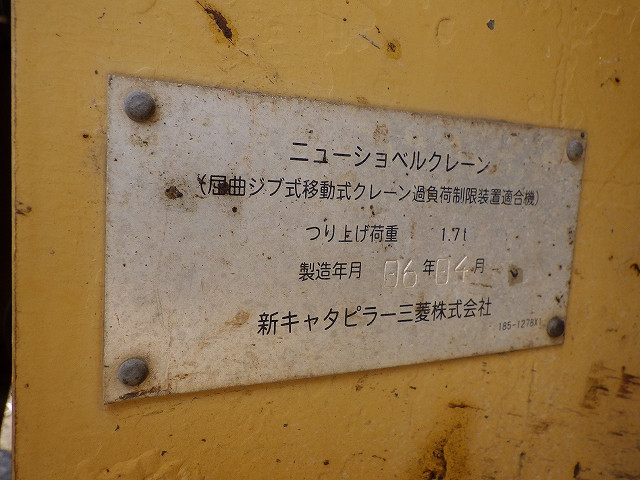 ニューショベルクレーン
(屈曲ジブ式移動式クレーン過負荷制限装置適合機)
つり上げ荷重 1.7t
製造年月 06年04月
新キャタピラー三菱株式会社
185-1278X1